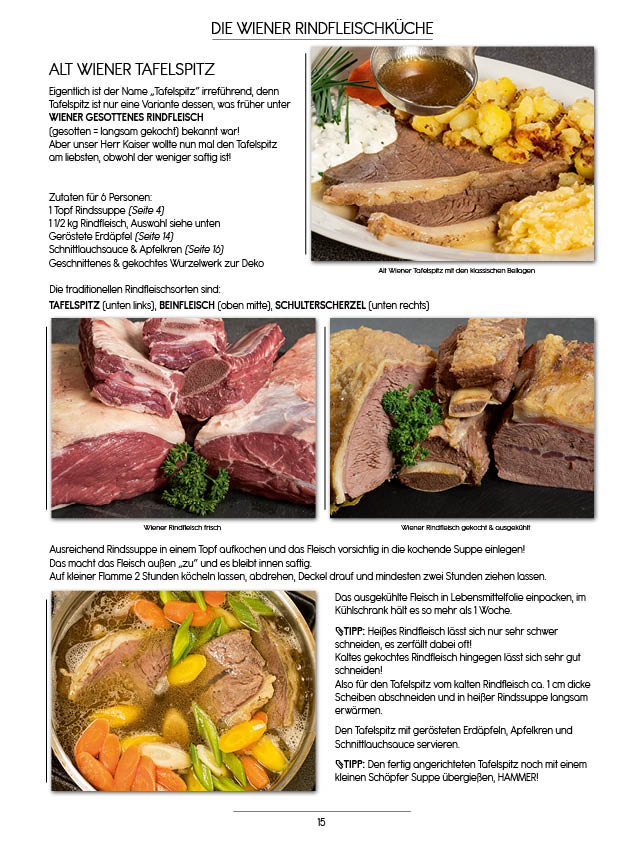 DIE WIENER RINDFLEISCHKÜCHE
ALT WIENER TAFELSPITZ
Eigentlich ist der Name „Tafelspitz“ irreführend, denn
Tafelspitz ist nur eine Variante dessen, was früher unter
WIENER GESOTTENES RINDFLEISCH
(gesotten = langsam gekocht) bekannt war!
Aber unser Herr Kaiser wollte nun mal den Tafelspitz
am liebsten, obwohl der weniger saftig ist!
Zutaten für 6 Personen:
1 Topf Rindssuppe (Seite 4)
1 1/2 kg Rindfleisch, Auswahl siehe unten
Geröstete Erdäpfel (Seite 14)
Schnittlauchsauce & Apfelkren (Seite 16)
Geschnittenes & gekochtes Wurzelwerk zur Deko
Alt Wiener Tafelspitz mit den klassischen Beilagen
Die traditionellen Rindfleischsorten sind:
TAFELSPITZ (unten links), BEINFLEISCH (oben mitte), SCHULTERSCHERZEL (unten rechts)
Wiener Rindfleisch frisch
Wiener Rindfleisch gekocht & ausgekühlt
Ausreichend Rindssuppe in einem Topf aufkochen und das Fleisch vorsichtig in die kochende Suppe einlegen!
Das macht das Fleisch außen „zu“ und es bleibt innen saftig.
Auf kleiner Flamme 2 Stunden köcheln lassen, abdrehen, Deckel drauf und mindesten zwei Stunden ziehen lassen.
Das ausgekühlte Fleisch in Lebensmittelfolie einpacken, im
Kühlschrank hält es so mehr als 1 Woche.
TIPP: Heißes Rindfleisch lässt sich nur sehr schwer
schneiden, es zerfällt dabei oft!
Kaltes gekochtes Rindfleisch hingegen lässt sich sehr gut
schneiden!
Also für den Tafelspitz vom kalten Rindfleisch ca. 1 cm dicke
Scheiben abschneiden und in heißer Rindssuppe langsam
erwärmen.
Den Tafelspitz mit gerösteten Erdäpfeln, Apfelkren und
Schnittlauchsauce servieren.
TIPP: Den fertig angerichteten Tafelspitz noch mit einem
kleinen Schöpfer Suppe übergießen, HAMMER!
15